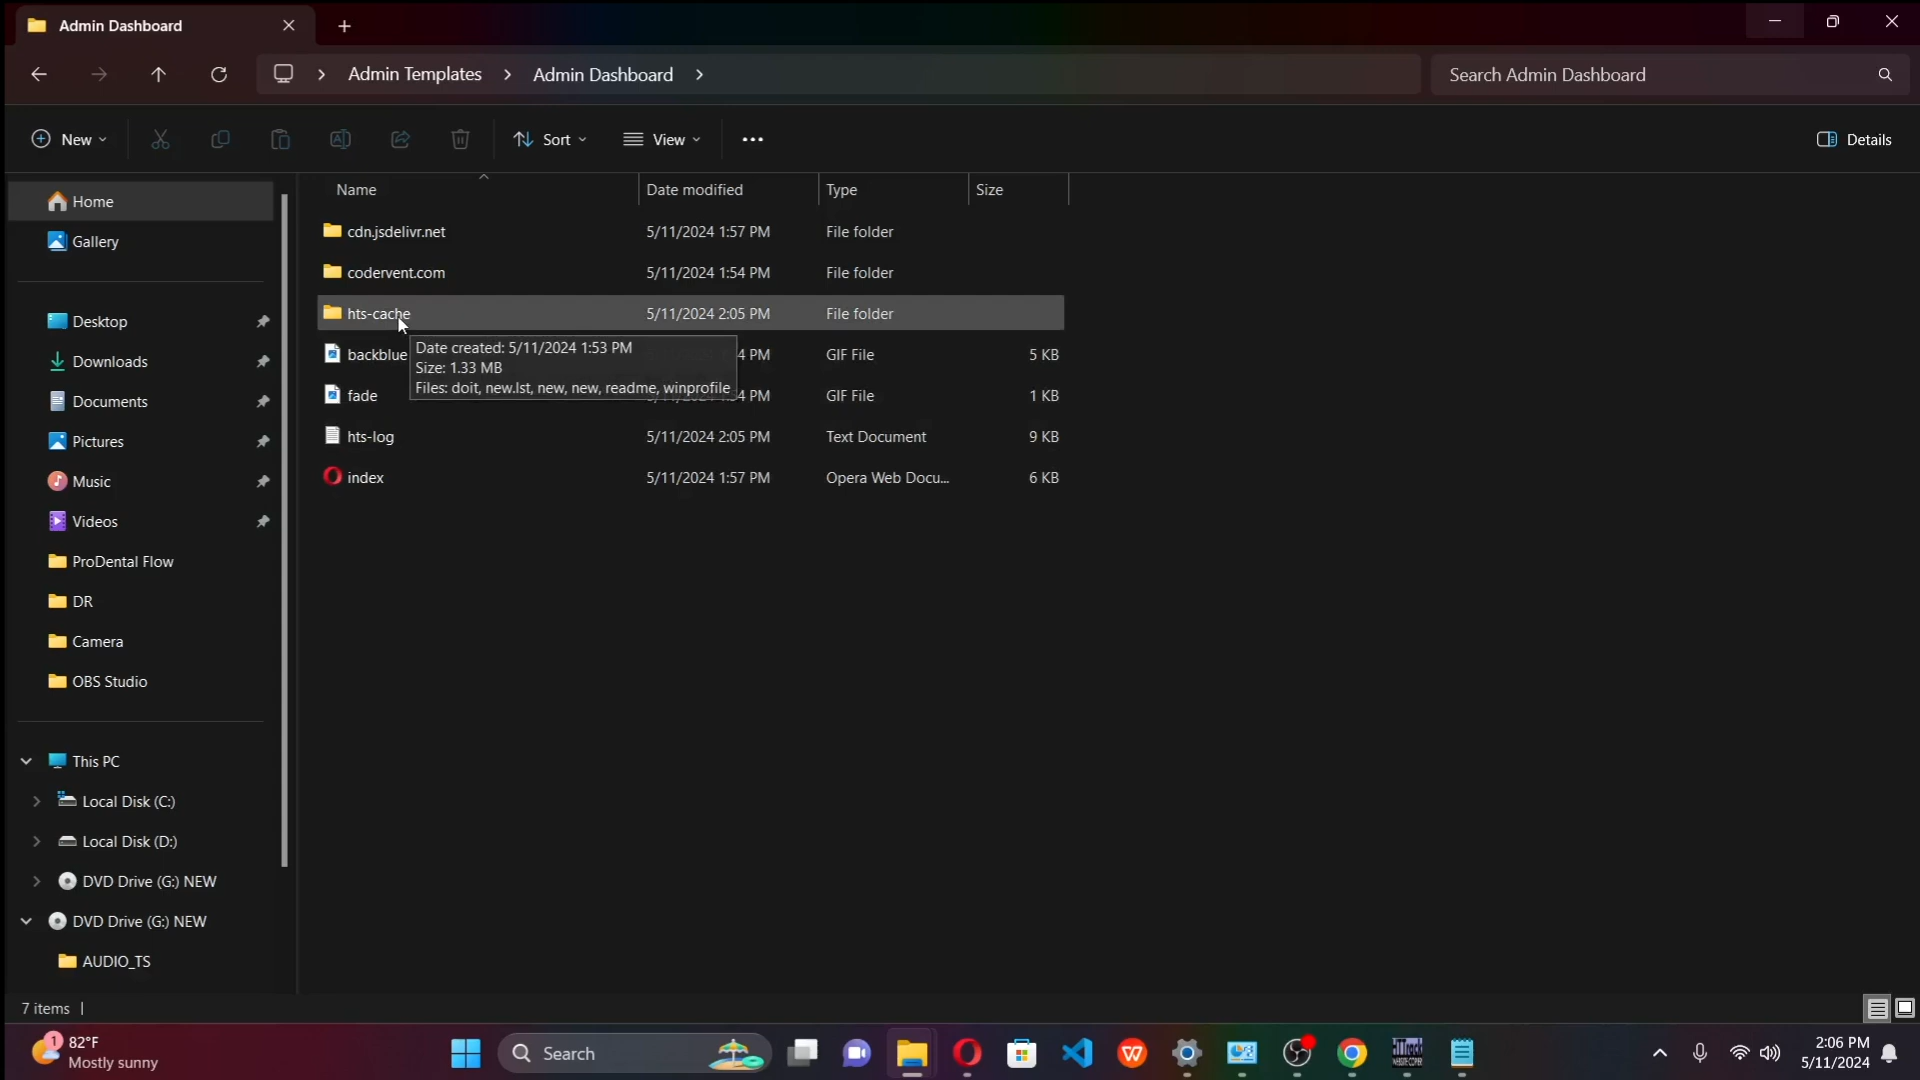 Admin Dashboard
Admin Templates
Admin Dashboard
Search Admin Dashboard
New
Sort
View
Details
Name
Date modified
Type
Size
Home
Gallery
Desktop
Downloads
Documents
Pictures
Music
Videos
ProDental Flow
DR
Camera
OBS Studio
This PC
Local Disk (C:)
Local Disk (D:)
DVD Drive (G:) NEW
DVD Drive (G:) NEW
AUDIO_TS
cdn.jsdelivr.net 5/11/2024 1:57 PM File folder
codervent.com 5/11/2024 1:54 PM File folder
hts-cache 5/11/2024 2:05 PM File folder
backblue 4 PM GIF File 5 KB
Date created: 5/11/2024 1:53 PM
Size: 1.33 MB
Files: doit, new.lst, new, new, readme, winprofile
fade 4 PM GIF File 1 KB
hts-log 5/11/2024 2:05 PM Text Document 9 KB
index 5/11/2024 1:57 PM Opera Web Docu... 6 KB
7 items
1
82°F
Mostly sunny
Search
2:06 PM
5/11/2024